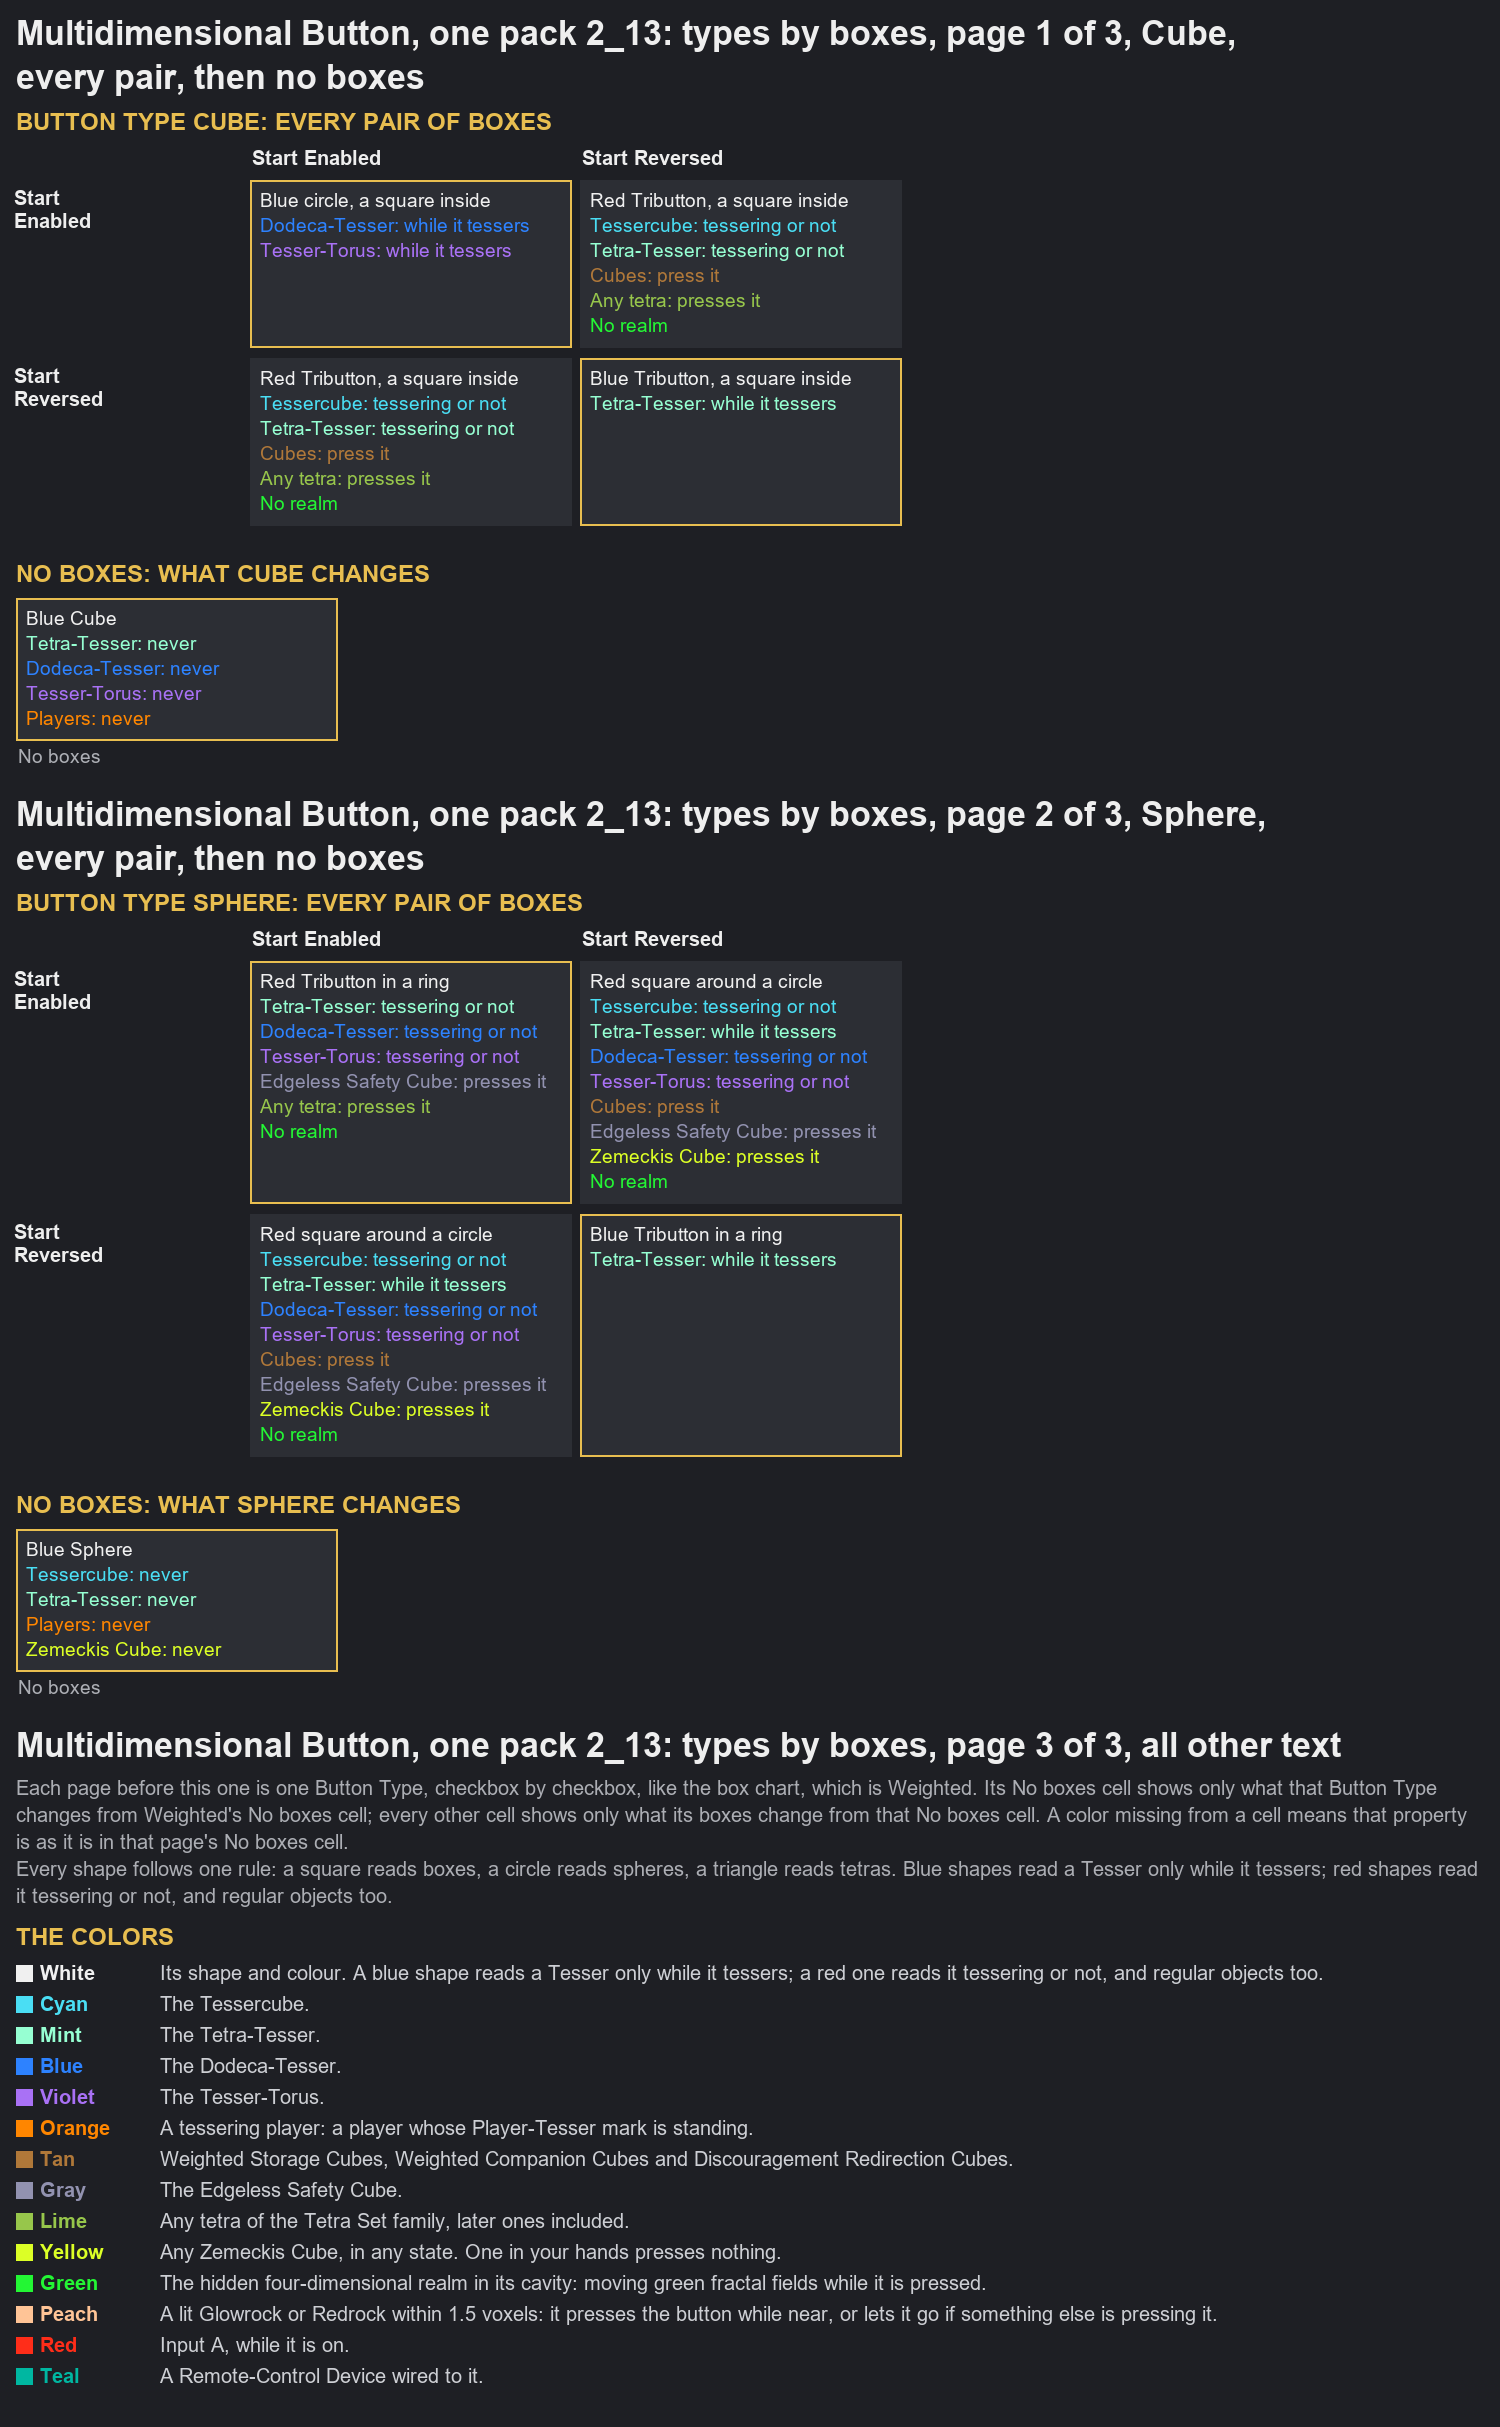 Multidimensional Button, one pack 2_13: types by boxes, page 1 of 3, Cube,
every pair, then no boxes
BUTTON TYPE CUBE: EVERY PAIR OF BOXES
Start Enabled
Start Reversed
Start
Enabled
Blue circle, a square inside
Dodeca-Tesser: while it tessers
Tesser-Torus: while it tessers
Red Tributton, a square inside
Tessercube: tessering or not
Tetra-Tesser: tessering or not
Cubes: press it
Any tetra: presses it
No realm
Start
Reversed
Red Tributton, a square inside
Tessercube: tessering or not
Tetra-Tesser: tessering or not
Cubes: press it
Any tetra: presses it
No realm
Blue Tributton, a square inside
Tetra-Tesser: while it tessers
NO BOXES: WHAT CUBE CHANGES
Blue Cube
Tetra-Tesser: never
Dodeca-Tesser: never
Tesser-Torus: never
Players: never
No boxes
Multidimensional Button, one pack 2_13: types by boxes, page 2 of 3, Sphere,
every pair, then no boxes
BUTTON TYPE SPHERE: EVERY PAIR OF BOXES
Start Enabled
Start Reversed
Start
Enabled
Red Tributton in a ring
Tetra-Tesser: tessering or not
Dodeca-Tesser: tessering or not
Tesser-Torus: tessering or not
Edgeless Safety Cube: presses it
Any tetra: presses it
No realm
Red square around a circle
Tessercube: tessering or not
Tetra-Tesser: while it tessers
Dodeca-Tesser: tessering or not
Tesser-Torus: tessering or not
Cubes: press it
Edgeless Safety Cube: presses it
Zemeckis Cube: presses it
No realm
Start
Reversed
Red square around a circle
Tessercube: tessering or not
Tetra-Tesser: while it tessers
Dodeca-Tesser: tessering or not
Tesser-Torus: tessering or not
Cubes: press it
Edgeless Safety Cube: presses it
Zemeckis Cube: presses it
No realm
Blue Tributton in a ring
Tetra-Tesser: while it tessers
NO BOXES: WHAT SPHERE CHANGES
Blue Sphere
Tessercube: never
Tetra-Tesser: never
Players: never
Zemeckis Cube: never
No boxes
Multidimensional Button, one pack 2_13: types by boxes, page 3 of 3, all other text
Each page before this one is one Button Type, checkbox by checkbox, like the box chart, which is Weighted. Its No boxes cell shows only what that Button Type
changes from Weighted's No boxes cell; every other cell shows only what its boxes change from that No boxes cell. A color missing from a cell means that property
is as it is in that page's No boxes cell.
Every shape follows one rule: a square reads boxes, a circle reads spheres, a triangle reads tetras. Blue shapes read a Tesser only while it tessers; red shapes read
it tessering or not, and regular objects too.
THE COLORS
White Its shape and colour. A blue shape reads a Tesser only while it tessers; a red one reads it tessering or not, and regular objects too.
Cyan The Tessercube.
Mint The Tetra-Tesser.
Blue The Dodeca-Tesser.
Violet The Tesser-Torus.
Orange A tessering player: a player whose Player-Tesser mark is standing.
Tan Weighted Storage Cubes, Weighted Companion Cubes and Discouragement Redirection Cubes.
Gray The Edgeless Safety Cube.
Lime Any tetra of the Tetra Set family, later ones included.
Yellow Any Zemeckis Cube, in any state. One in your hands presses nothing.
Green The hidden four-dimensional realm in its cavity: moving green fractal fields while it is pressed.
Peach A lit Glowrock or Redrock within 1.5 voxels: it presses the button while near, or lets it go if something else is pressing it.
Red Input A, while it is on.
Teal A Remote-Control Device wired to it.